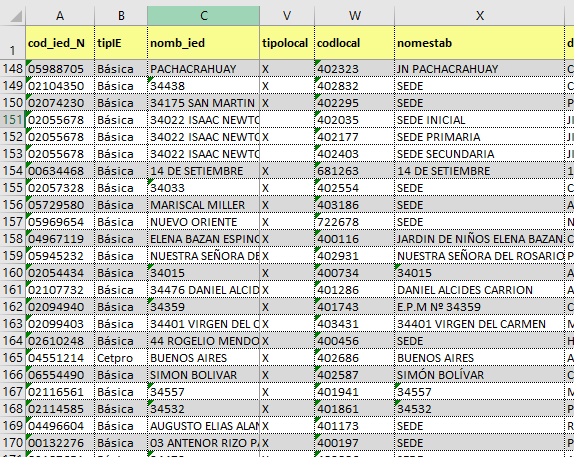 A B C V W X
1 cod_ied_N tipIE nomb_ied tipolocal codlocal nomestab d
148 05988705 Básica PACHACRAHUAY X 402323 JN PACHACRAHUAY C
149 02104350 Básica 34438 X 402832 SEDE C
150 02074230 Básica 34175 SAN MARTIN X 402295 SEDE P
151 02055678 Básica 34022 ISAAC NEWTO 402035 SEDE INICIAL JI
152 02055678 Básica 34022 ISAAC NEWTO X 402177 SEDE PRIMARIA JI
153 02055678 Básica 34022 ISAAC NEWTO 402403 SEDE SECUNDARIA JI
154 00634468 Básica 14 DE SETIEMBRE X 681263 14 DE SETIEMBRE 1
155 02057328 Básica 34033 X 402554 SEDE C
156 05729580 Básica MARISCAL MILLER X 403186 SEDE A
157 05969654 Básica NUEVO ORIENTE X 722678 SEDE N
158 04967119 Básica ELENA BAZAN ESPINO X 400116 JARDIN DE NIÑOS ELENA BAZAN C
159 05945232 Básica NUESTRA SEÑORA DE X 402931 NUESTRA SEÑORA DEL ROSARIO P
160 02054434 Básica 34015 X 400734 34015 A
161 02107732 Básica 34476 DANIEL ALCID X 401286 DANIEL ALCIDES CARRION A
162 02094940 Básica 34359 X 401743 E.P.M Nº 34359 C
163 02099403 Básica 34401 VIRGEN DEL C X 403431 34401 VIRGEN DEL CARMEN M
164 02610248 Básica 44 ROGELIO MENDO X 400456 SEDE H
165 04551214 Cetpro BUENOS AIRES X 402686 BUENOS AIRES A
166 06554490 Básica SIMON BOLIVAR X 402587 SIMÓN BOLÍVAR C
167 02116561 Básica 34557 X 401941 34557 M
168 02114585 Básica 34532 X 401861 34532 P
169 04496604 Básica AUGUSTO ELIAS ALAN X 401173 SEDE R
170 00132276 Básica 03 ANTENOR RIZO PA X 400197 SEDE P